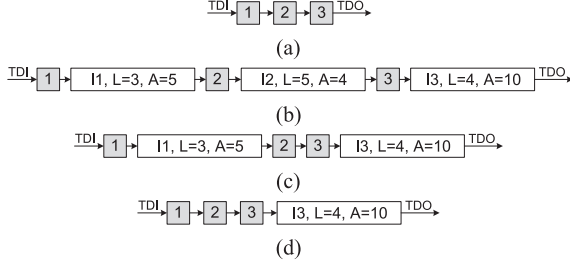 TDI 1 2 3 TDO
(a)
TDI 1 I1, L=3, A=5 2 I2, L=5, A=4 3 I3, L=4, A=10 TDO
(b)
TDI 1 I1, L=3, A=5 2 3 I3, L=4, A=10 TDO
(c)
TDI 1 2 3 I3, L=4, A=10 TDO
(d)